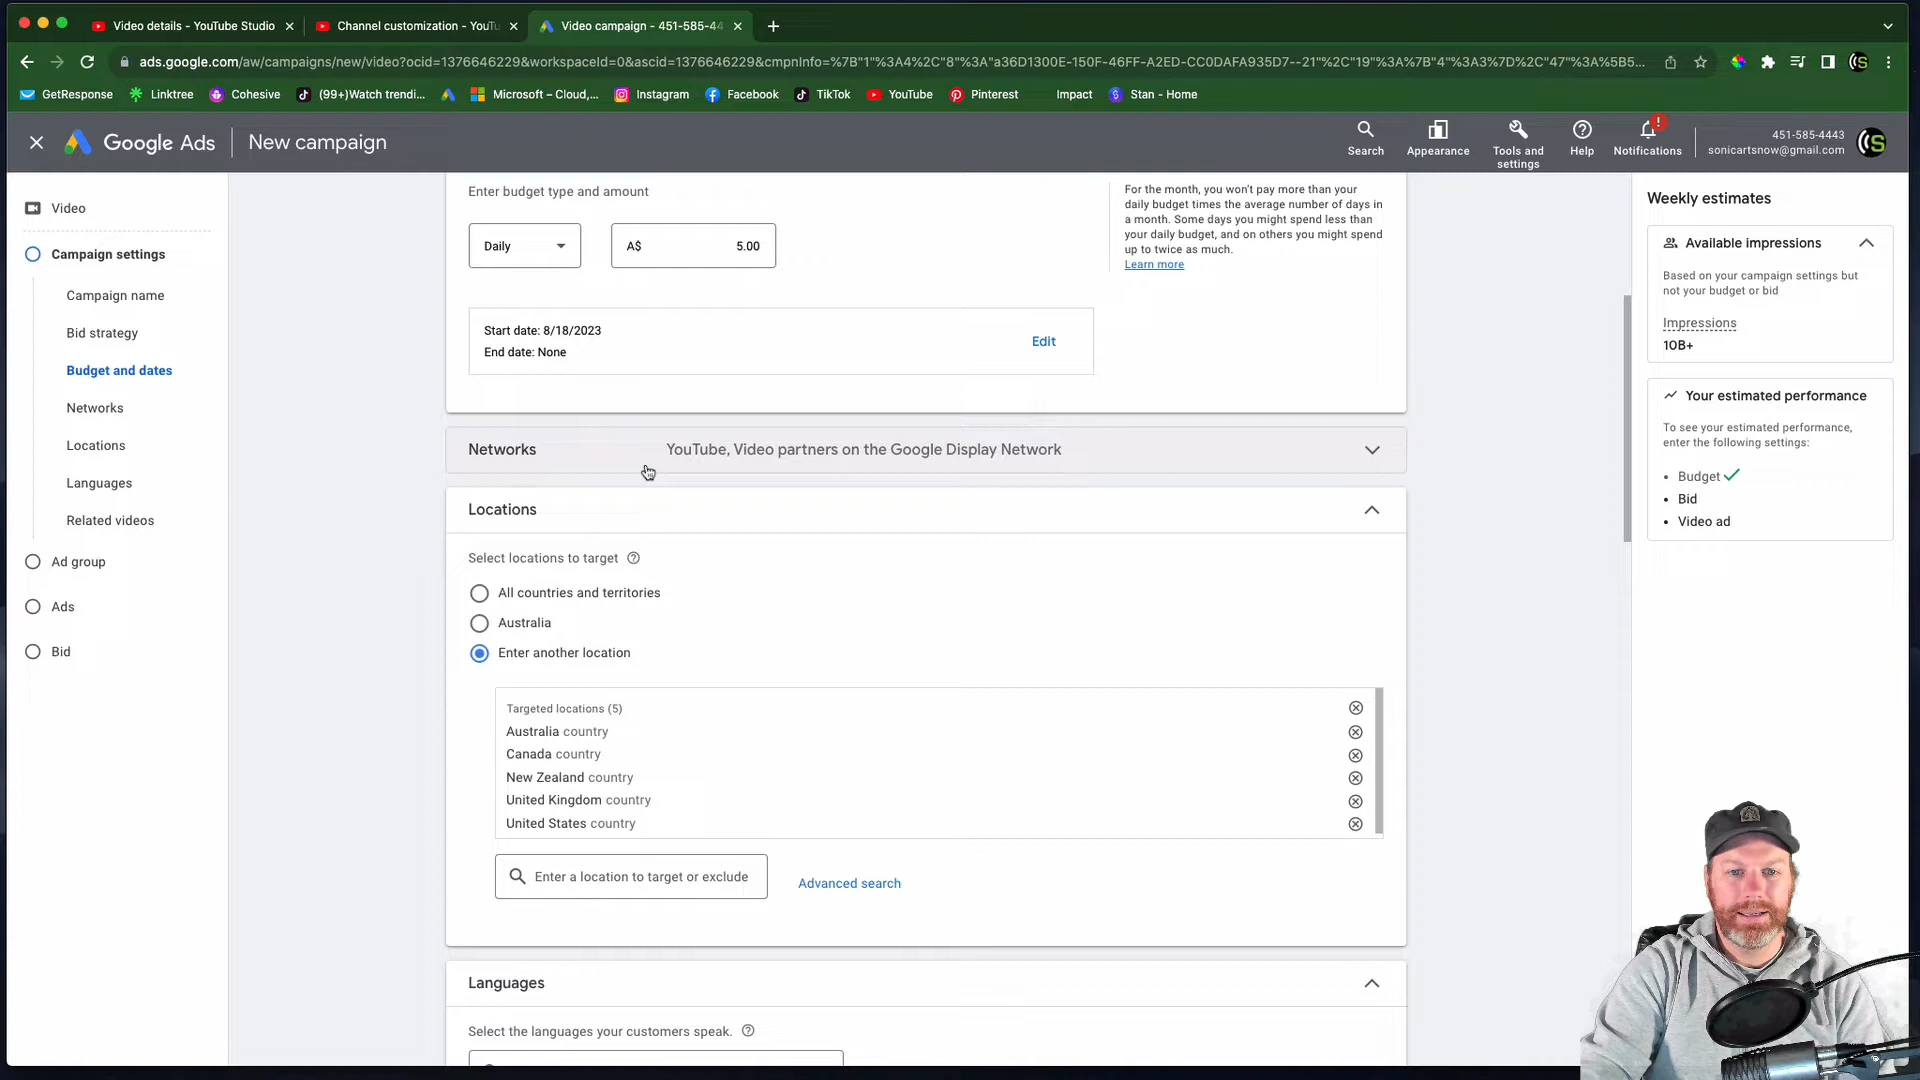 Video details - YouTube Studio
Channel customization - YouTu
Video campaign - 451-585-44
ads.google.com/aw/campaigns/new/video?ocid=1376646229&workspaceId=0&ascid=1376646229&cmpnInfo=%7B"1"%3A4%2C"8"%3A"a36D1300E-150F-46FF-A2ED-CC0DAFA935D7--21"%2C"19"%3A%7B"4"%3A3%7D%2C"47"%3A%5B5...
GetResponse
Linktree
Cohesive
(99+)Watch trendi...
Microsoft – Cloud,...
Instagram
Facebook
TikTok
YouTube
Pinterest
Impact
Stan - Home
Google Ads
New campaign
Search
Appearance
Tools and
settings
Help
Notifications
451-585-4443
sonicartsnow@gmail.com
Video
Campaign settings
Campaign name
Bid strategy
Budget and dates
Networks
Locations
Languages
Related videos
Ad group
Ads
Bid
Enter budget type and amount
Daily
A$
5.00
For the month, you won't pay more than your
daily budget times the average number of days in
a month. Some days you might spend less than
your daily budget, and on others you might spend
up to twice as much.
Learn more
Start date: 8/18/2023
End date: None
Edit
Networks
YouTube, Video partners on the Google Display Network
Locations
Select locations to target
All countries and territories
Australia
Enter another location
Targeted locations (5)
Australia country
Canada country
New Zealand country
United Kingdom country
United States country
Enter a location to target or exclude
Advanced search
Languages
Select the languages your customers speak.
Weekly estimates
Available impressions
Based on your campaign settings but
not your budget or bid
Impressions
10B+
Your estimated performance
To see your estimated performance,
enter the following settings:
• Budget
• Bid
• Video ad